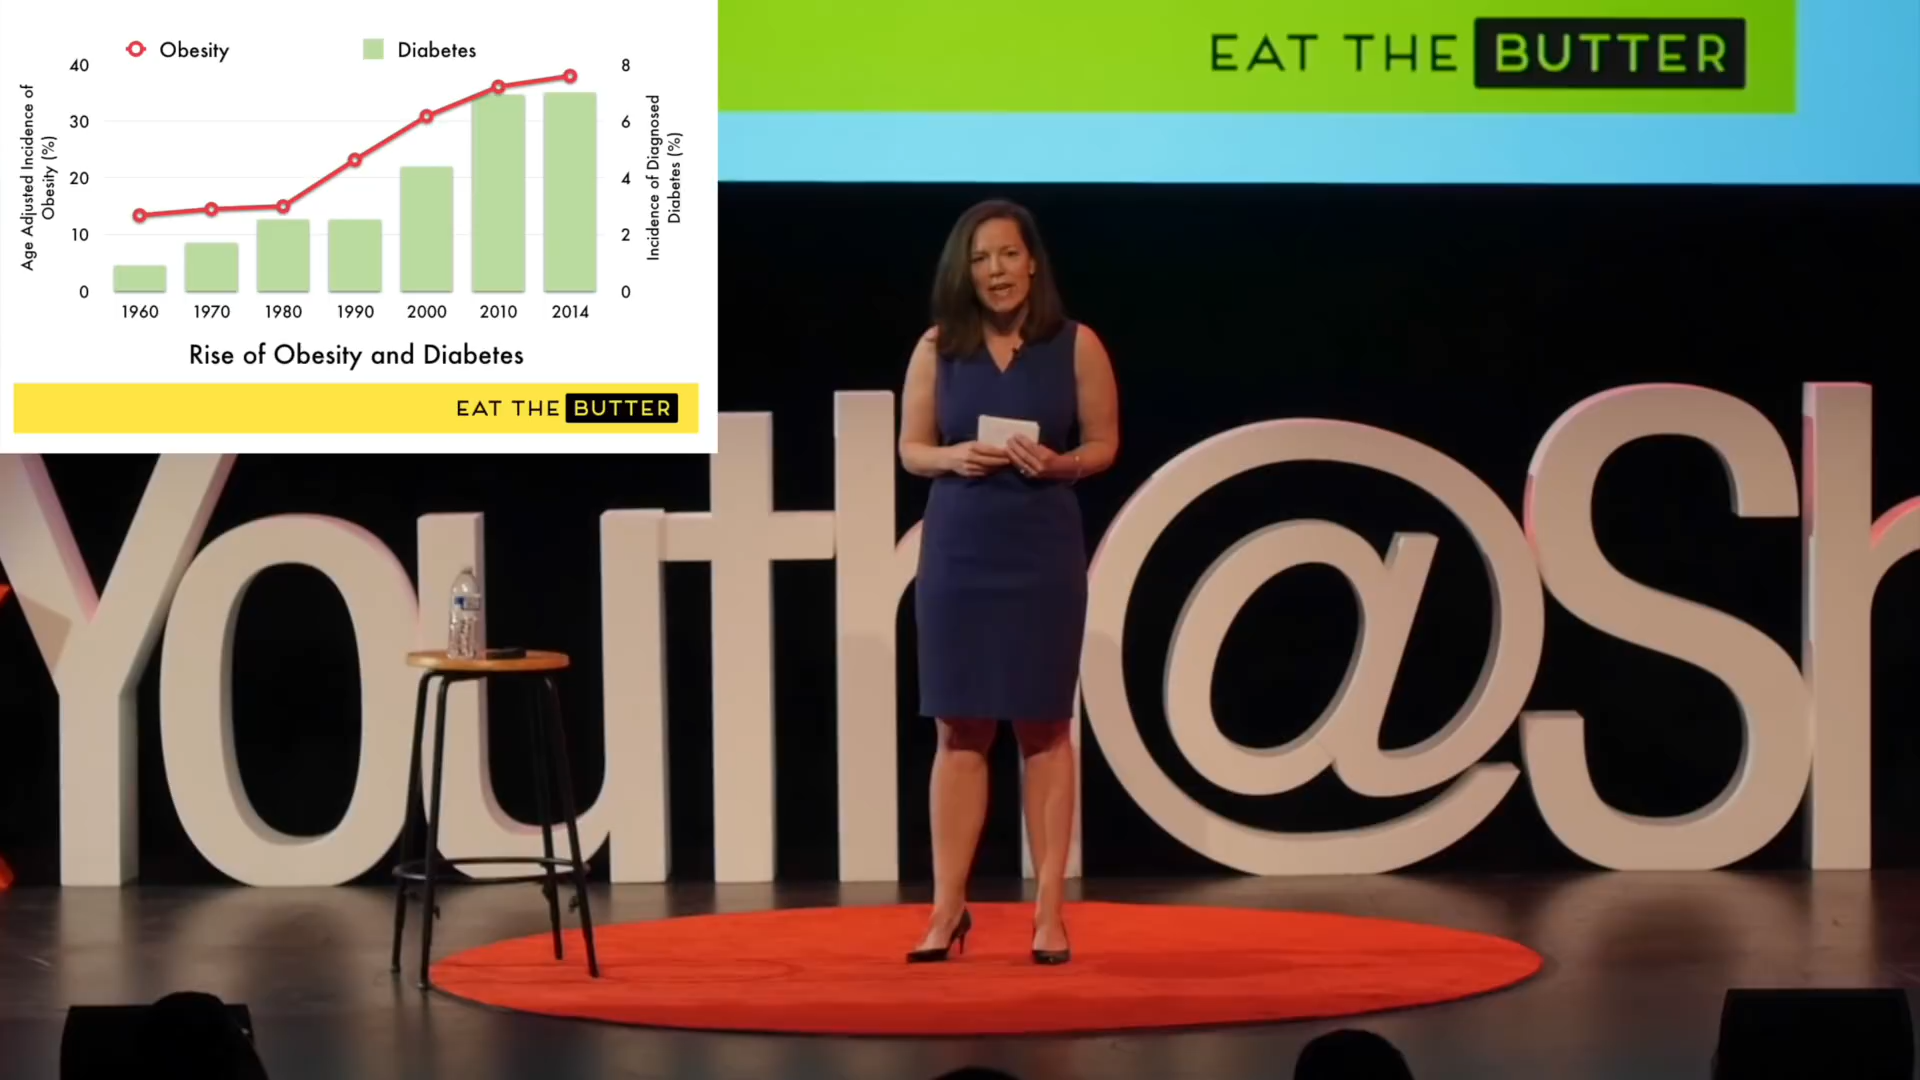 Obesity
Diabetes
Age Adjusted Incidence of
Obesity (%)
40
30
20
10
0
8
6
4
2
0
Incidence of Diagnosed
Diabetes (%)
1960 1970 1980 1990 2000 2010 2014
Rise of Obesity and Diabetes
EAT THE BUTTER
EAT THE BUTTER
Youth@Sh